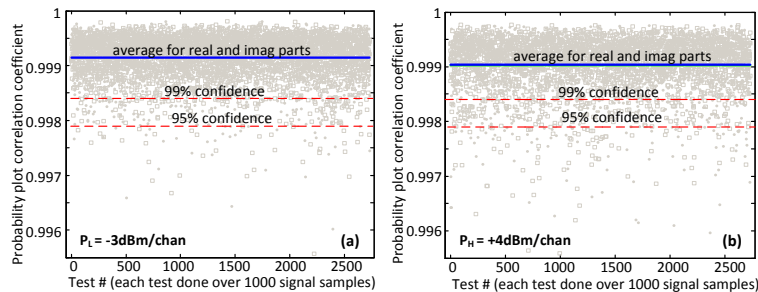 1
0.999
0.998
0.997
0.996
Probability plot correlation coefficient
average for real and imag parts
99% confidence
95% confidence
P_L = -3dBm/chan
(a)
0 500 1000 1500 2000 2500
Test # (each test done over 1000 signal samples)
1
0.999
0.998
0.997
0.996
Probability plot correlation coefficient
average for real and imag parts
99% confidence
95% confidence
P_H = +4dBm/chan
(b)
0 500 1000 1500 2000 2500
Test # (each test done over 1000 signal samples)